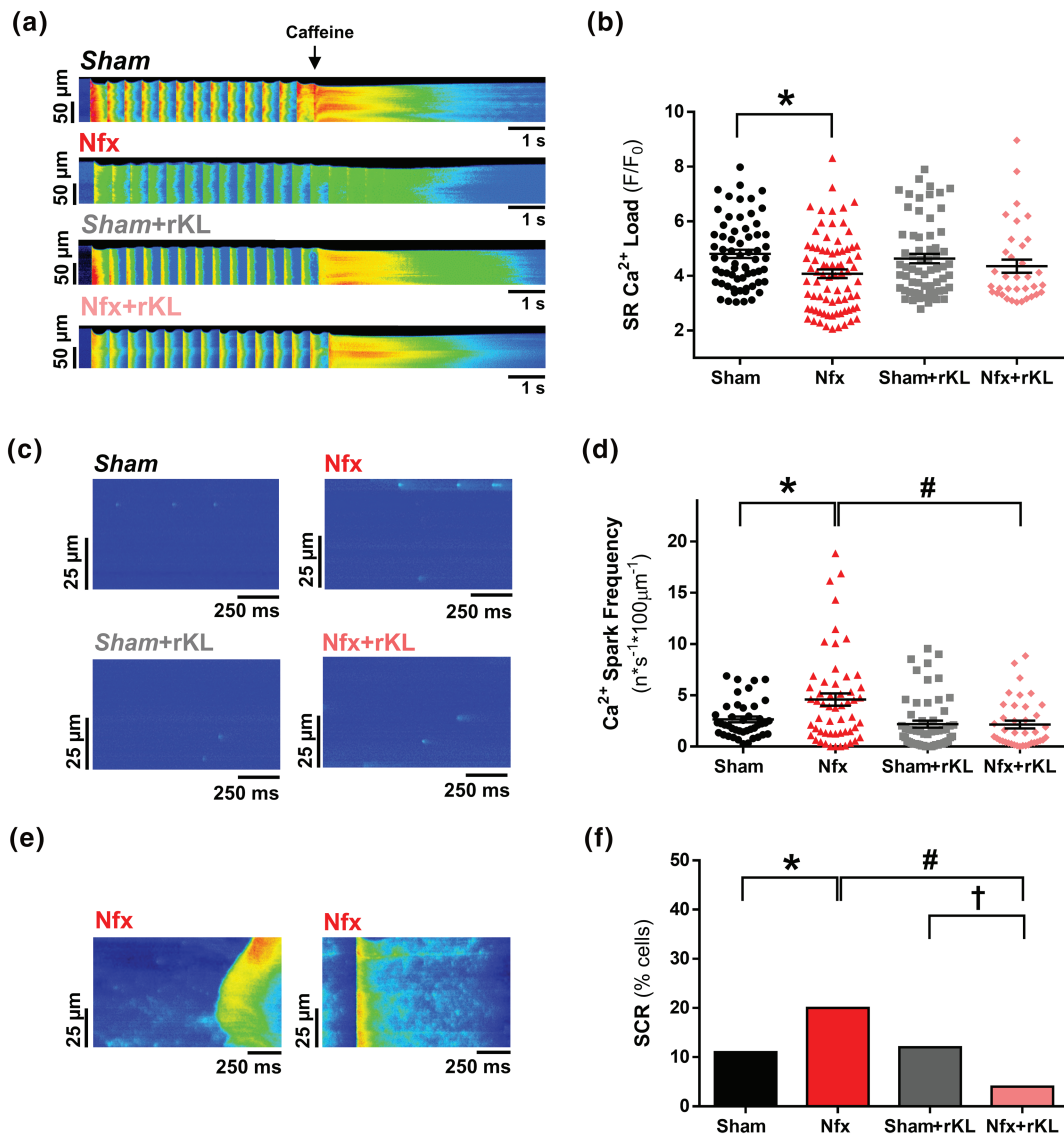 (a)
Caffeine
Sham
50 µm
1 s
Nfx
50 µm
1 s
Sham+rKL
50 µm
1 s
Nfx+rKL
50 µm
1 s
(b)
SR Ca²⁺ Load (F/F₀)
10
8
6
4
2
*
Sham Nfx Sham+rKL Nfx+rKL
(c)
Sham
25 µm
250 ms
Nfx
25 µm
250 ms
Sham+rKL
25 µm
250 ms
Nfx+rKL
25 µm
250 ms
(d)
Ca²⁺ Spark Frequency
(n*s⁻¹*100µm⁻¹)
20
15
10
5
0
* #
Sham Nfx Sham+rKL Nfx+rKL
(e)
Nfx
25 µm
250 ms
Nfx
25 µm
250 ms
(f)
SCR (% cells)
50
40
30
20
10
0
* #
†
Sham Nfx Sham+rKL Nfx+rKL